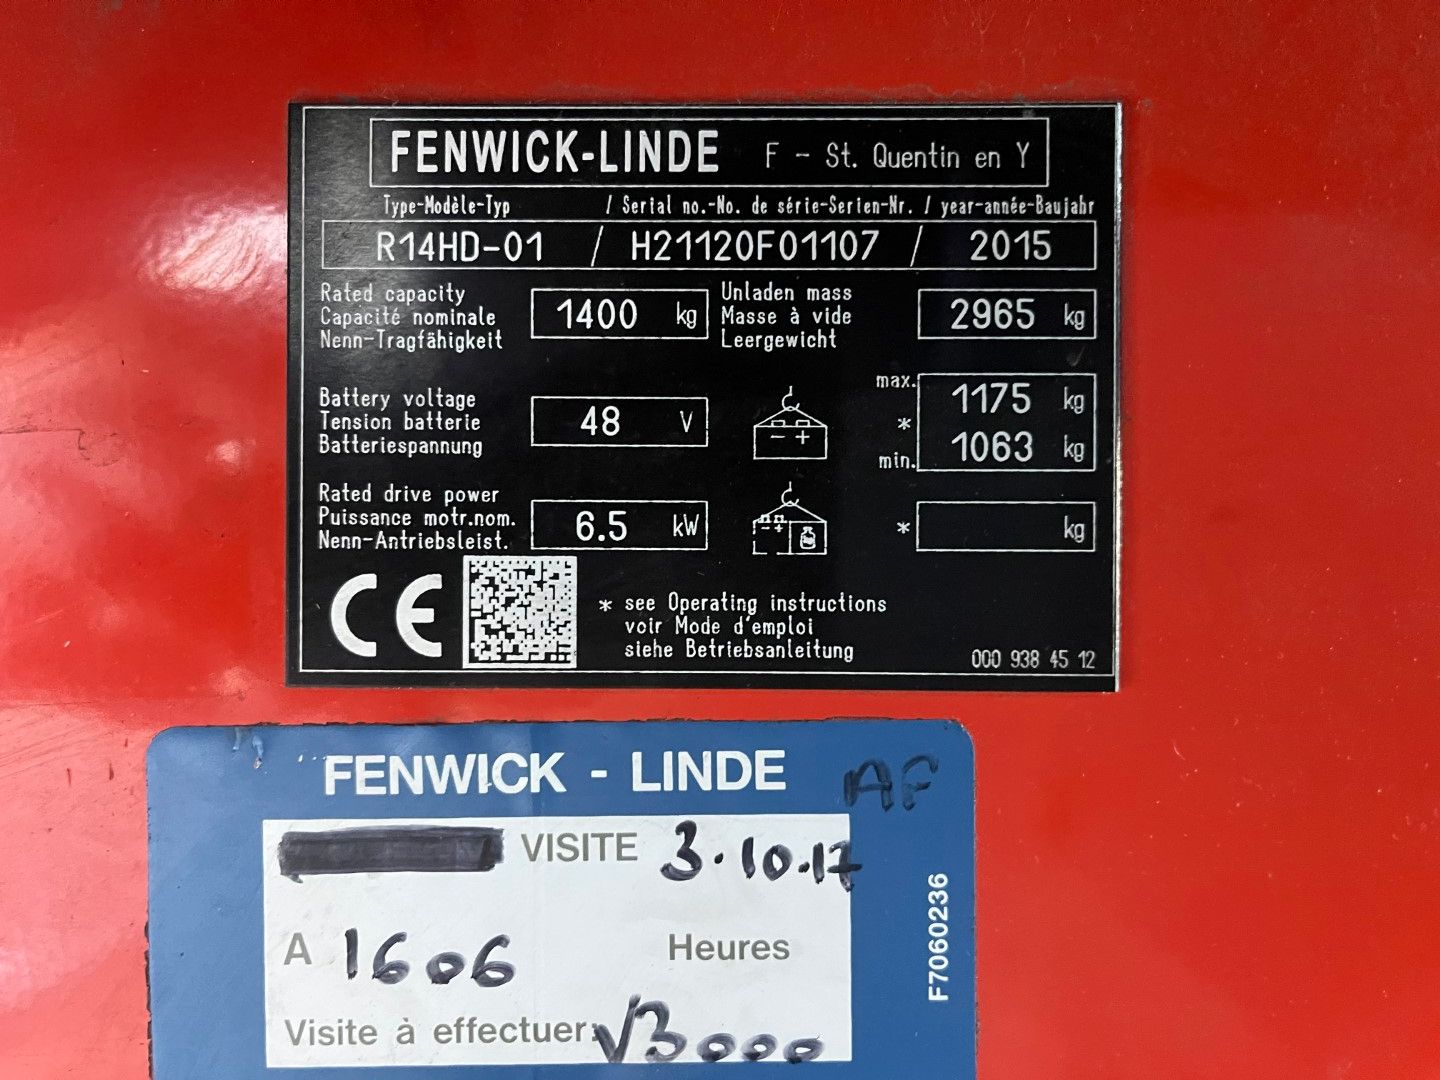 FENWICK-LINDE F - St. Quentin en Y
Type-Modèle-Typ / Serial no.-No. de série-Serien-Nr. / year-année-Baujahr
R14HD-01 / H21120F01107 / 2015
Rated capacity
Capacité nominale
Nenn-Tragfähigkeit
1400 kg
Unladen mass
Masse à vide
Leergewicht
2965 kg
Battery voltage
Tension batterie
Batteriespannung
48 V
- +
max. 1175 kg
*
min. 1063 kg
Rated drive power
Puissance motr.nom.
Nenn-Antriebsleist.
6.5 kW
- +
* kg
CE
* see Operating instructions
voir Mode d'emploi
siehe Betriebsanleitung
000 938 45 12
FENWICK - LINDE AF
VISITE 3.10.17
A 1606 Heures
Visite à effectuer: V3000
F7060236